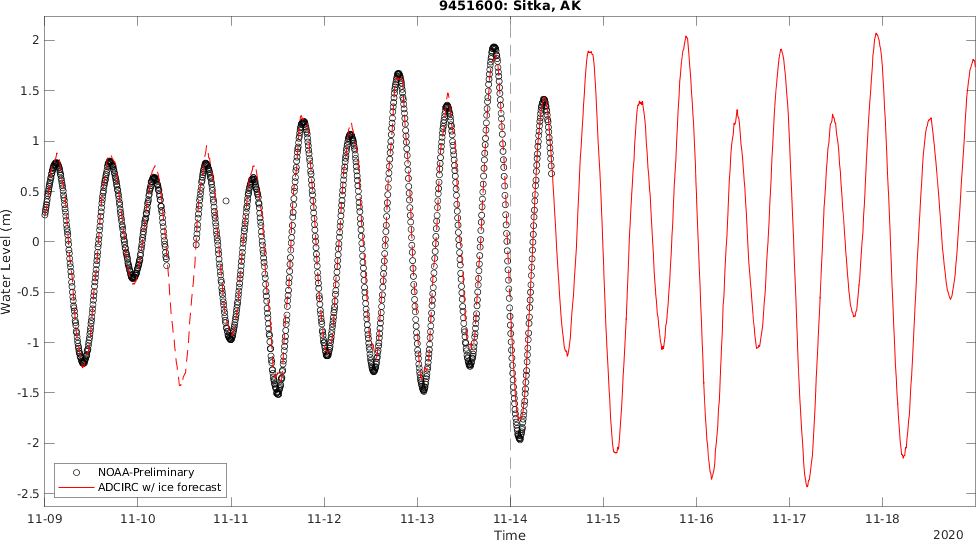 9451600: Sitka, AK
2
1.5
1
0.5
0
-0.5
-1
-1.5
-2
-2.5
Water Level (m)
NOAA-Preliminary
ADCIRC w/ ice forecast
11-09 11-10 11-11 11-12 11-13 11-14 11-15 11-16 11-17 11-18
Time
2020